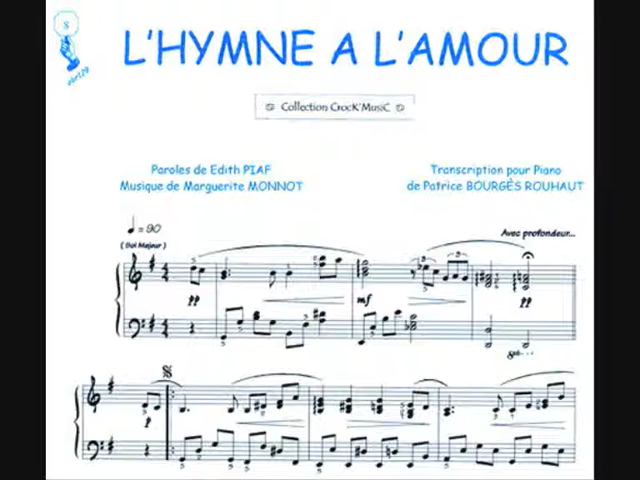 L'HYMNE A L'AMOUR
Collection CrocK'MusiC
Paroles de Edith PIAF
Musique de Marguerite MONNOT
Transcription pour Piano
de Patrice BOURGÈS ROUHAUT
= 90
(Sol Majeur)
Avec profondeur...
pp
mf
pp
p